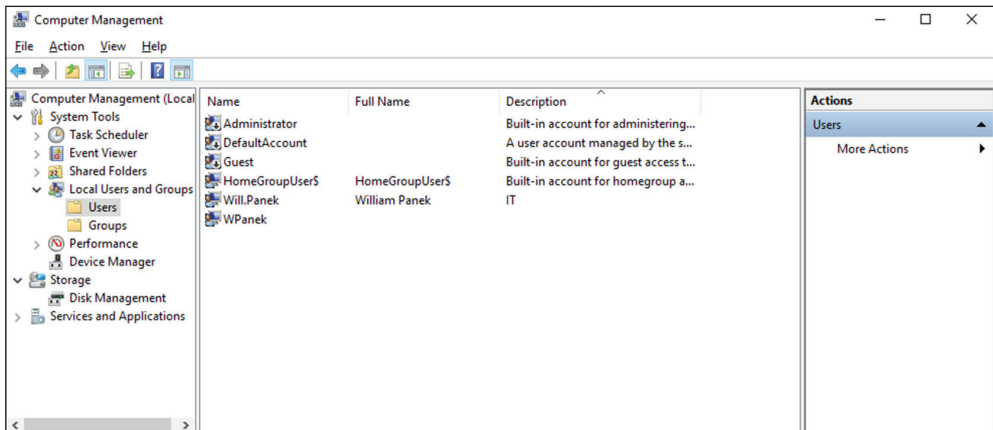 Computer Management
File Action View Help
Computer Management (Local
System Tools
Task Scheduler
Event Viewer
Shared Folders
Local Users and Groups
Users
Groups
Performance
Device Manager
Storage
Disk Management
Services and Applications
Name Full Name Description
Administrator Built-in account for administering...
DefaultAccount A user account managed by the s...
Guest Built-in account for guest access t...
HomeGroupUser$ HomeGroupUser$ Built-in account for homegroup a...
Will.Panek William Panek IT
WPanek
Actions
Users
More Actions